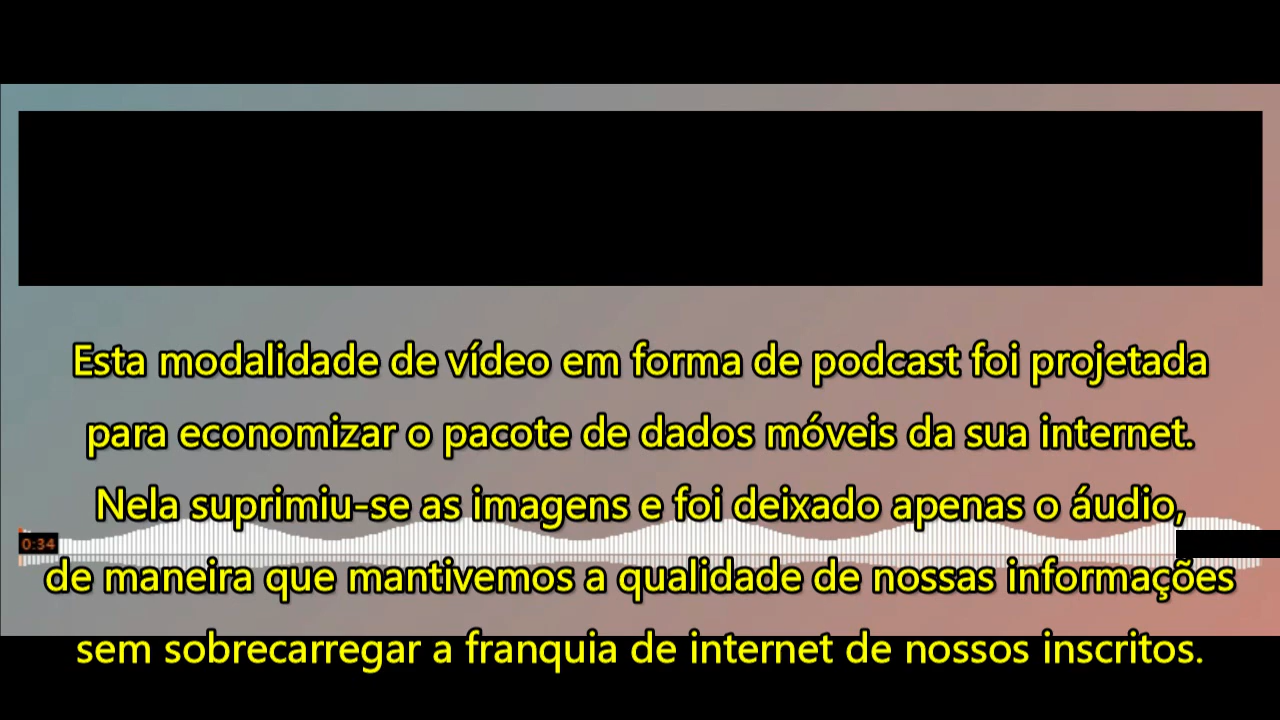 Esta modalidade de vídeo em forma de podcast foi projetada
para economizar o pacote de dados móveis da sua internet.
Nela suprimiu-se as imagens e foi deixado apenas o áudio,
0:34
de maneira que mantivemos a qualidade de nossas informações
sem sobrecarregar a franquia de internet de nossos inscritos.